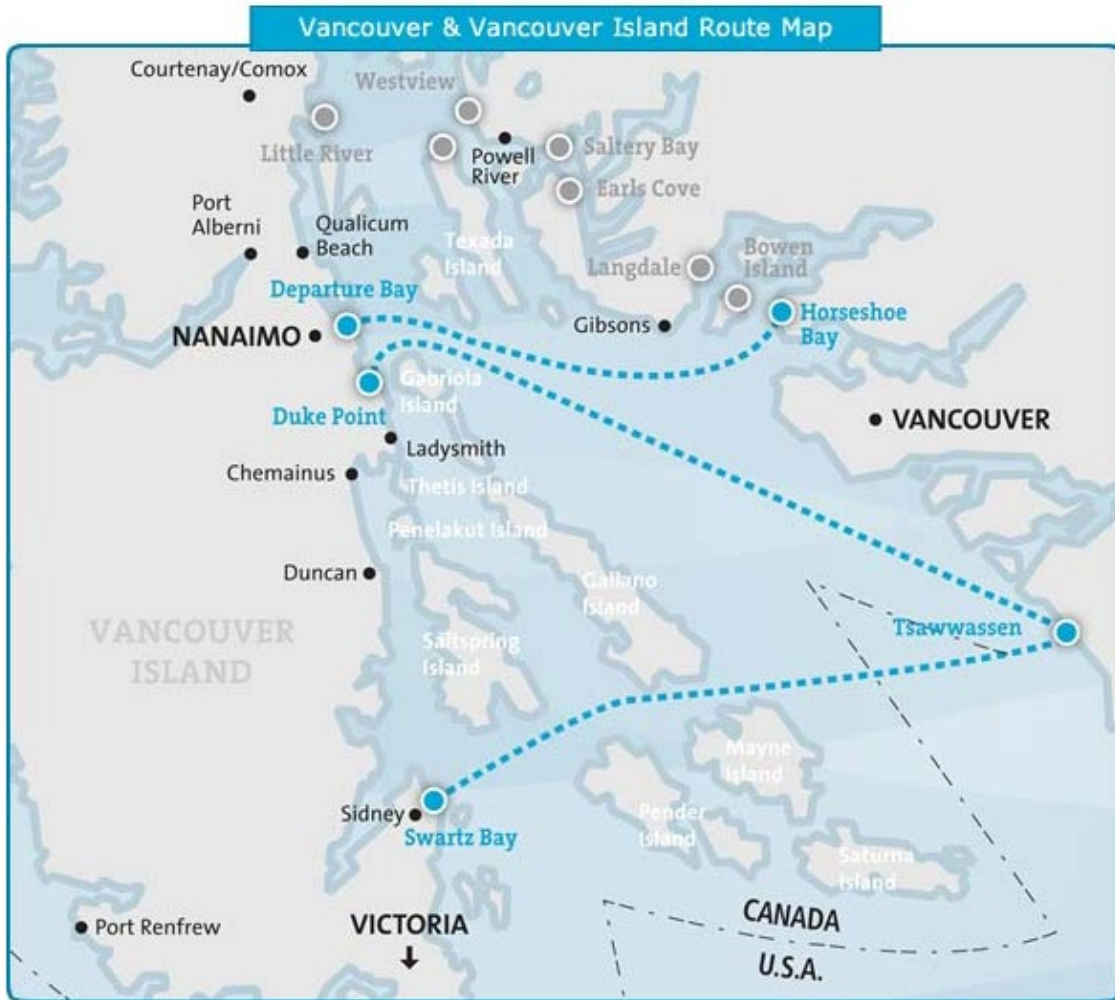 Vancouver & Vancouver Island Route Map
Courtenay/Comox
Westview
Little River
Powell
River
Saltery Bay
Earls Cove
Port
Alberni
Qualicum
Beach
Texada
Island
Langdale
Bowen
Island
Departure Bay
NANAIMO
Gibsons
Horseshoe
Bay
Gabriola
Island
Duke Point
VANCOUVER
Ladysmith
Chemainus
Thetis Island
Penelakut Island
Duncan
Galiano
Island
VANCOUVER
ISLAND
Saltspring
Island
Tsawwassen
Mayne
Island
Sidney
Swartz Bay
Pender
Island
Saturna
Island
Port Renfrew
VICTORIA
CANADA
U.S.A.